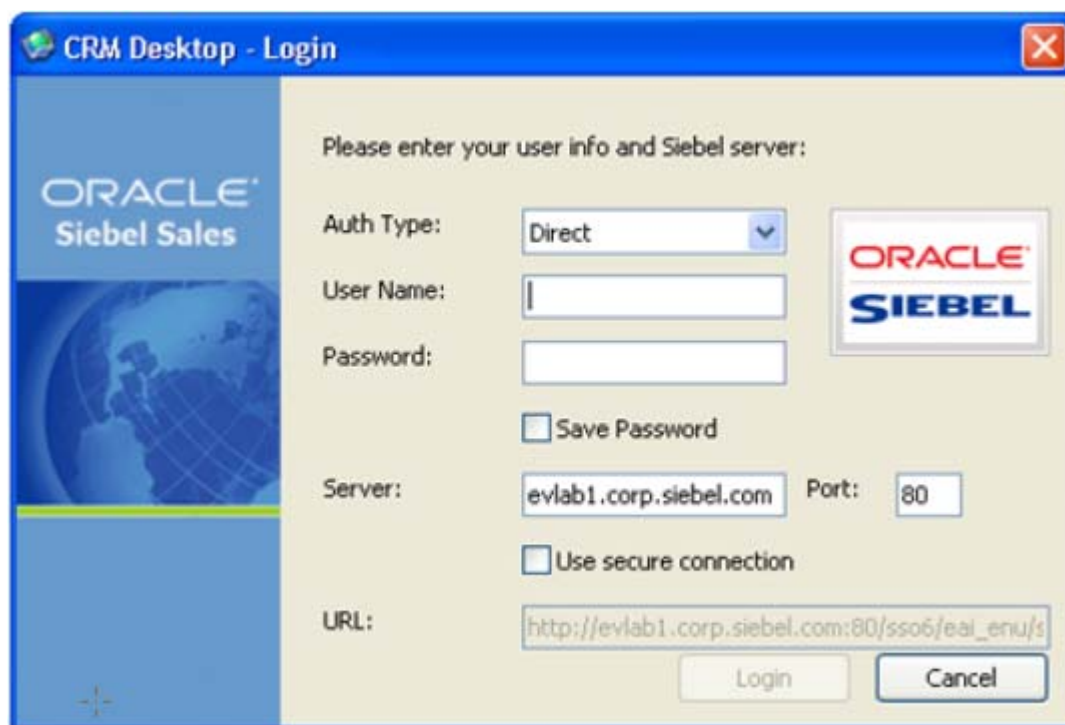 CRM Desktop - Login
ORACLE
Siebel Sales
Please enter your user info and Siebel server:
Auth Type: Direct
ORACLE
SIEBEL
User Name:
Password:
Save Password
Server: evlab1.corp.siebel.com Port: 80
Use secure connection
URL: http://evlab1.corp.siebel.com:80/sso6/eai_enu/s
Login Cancel